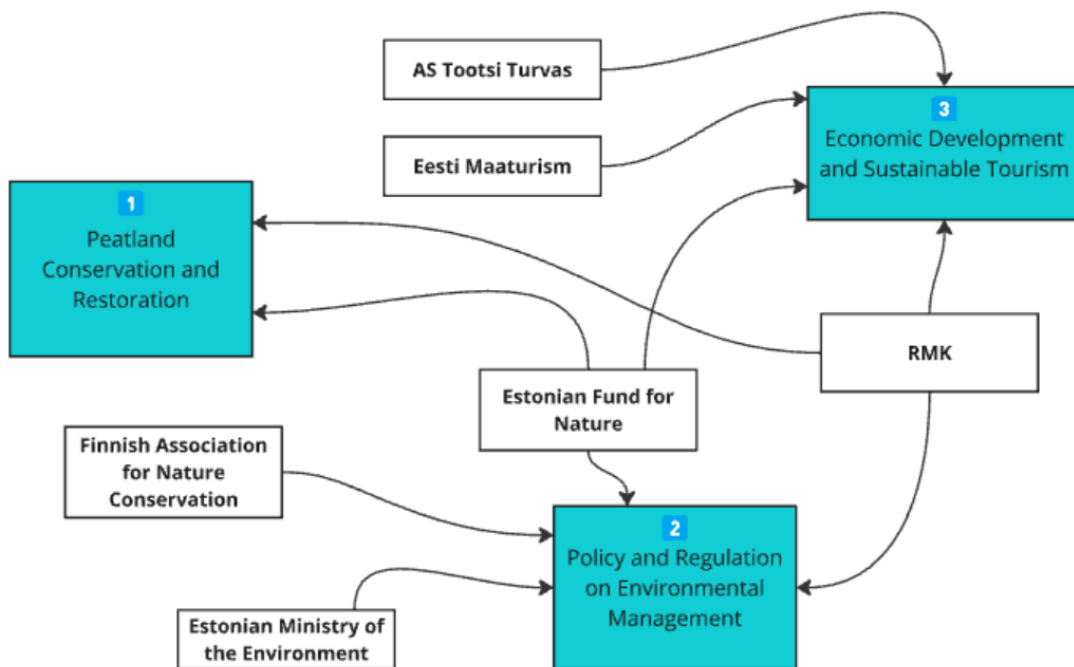 AS Tootsi Turvas
3
Economic Development
and Sustainable Tourism
Eesti Maaturism
1
Peatland
Conservation and
Restoration
RMK
Estonian Fund for
Nature
Finnish Association
for Nature
Conservation
2
Policy and Regulation
on Environmental
Management
Estonian Ministry of
the Environment